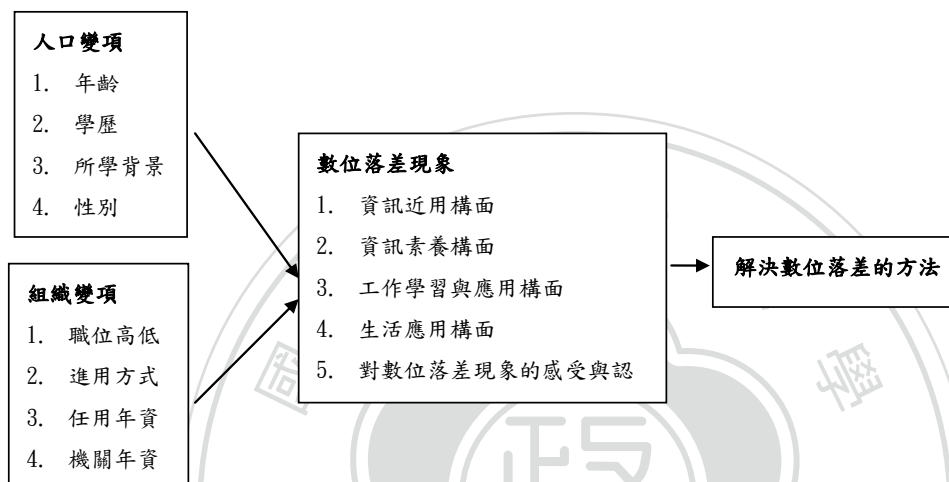 人口變項
1. 年齡
2. 學歷
3. 所學背景
4. 性別
組織變項
1. 職位高低
2. 進用方式
3. 任用年資
4. 機關年資
數位落差現象
1. 資訊近用構面
2. 資訊素養構面
3. 工作學習與應用構面
4. 生活應用構面
5. 對數位落差現象的感受與認
解決數位落差的方法
學